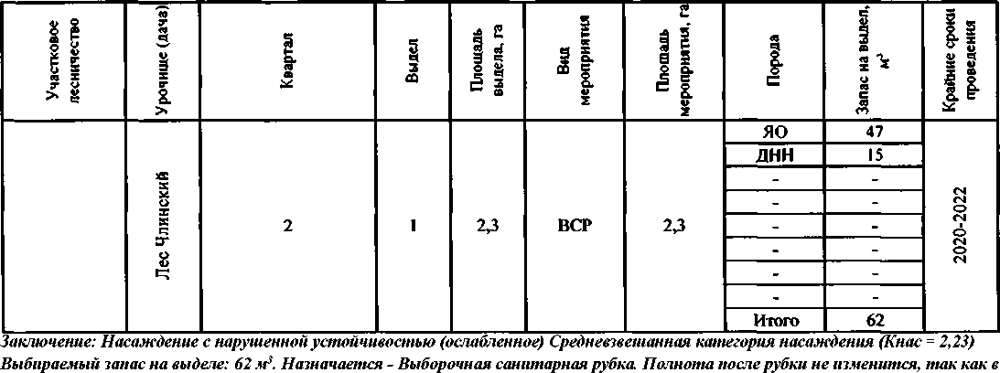 Участковое лесничество
Урочище (дача)
Квартал
Выдел
Площадь выдела, га
Вид мероприятия
Площадь мероприятия, га
Порода
Запас на выдел, м³
Крайние сроки проведения
Лес Члинский
2
1
2,3
ВСР
2,3
ЯО 47
ДНН 15
- -
- -
- -
- -
- -
- -
Итого 62
2020-2022
Заключение: Насаждение с нарушенной устойчивостью (ослабленное) Средневзвешанная категория насаждения (Кнас = 2,23)
Выбираемый запас на выделе: 62 м³. Назначается - Выборочная санитарная рубка. Полнота после рубки не изменится, так как в